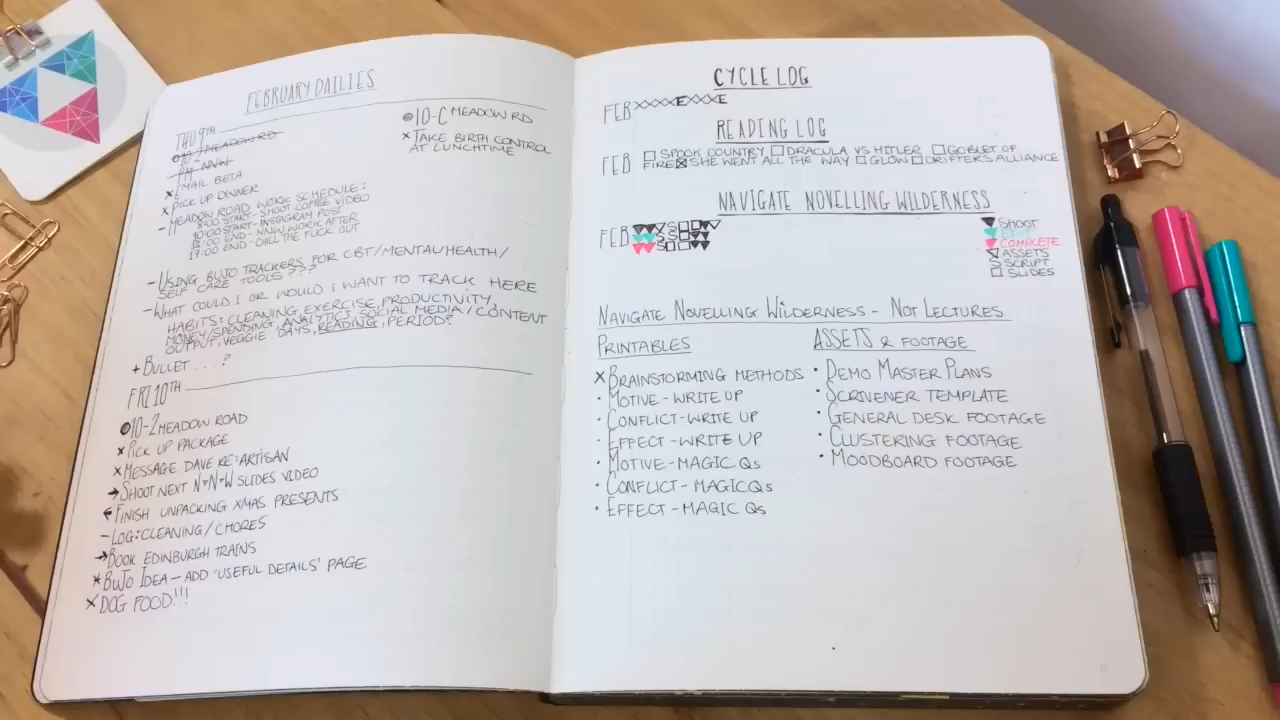 FEBRUARY DAILIES
THU 9TH
10-2 MEADOW RD
PM - NNW
EMAIL BETA
PICK UP DINNER
- MEADOW ROAD WORK SCHEDULE:
START - SHOOT COFFEE VIDEO
START - INSTAGRAM POST
END - NNW WORK IF AFTER
17:00 END - CHILL THE FUCK OUT
10-C MEADOW RD
× TAKE BIRTH CONTROL
AT LUNCHTIME
- USING BUJO TRACKERS FOR CBT/MENTALHEALTH/
SELF CARE TOOLS???
- WHAT COULD I OR WOULD I WANT TO TRACK HERE
HABITS: CLEANING, EXERCISE, PRODUCTIVITY,
MONEY/SPENDING, ANALYTICS, SOCIAL MEDIA/CONTENT
OUTPUT, VEGGIE DAYS, READING, PERIOD?
+ BULLET ....?
FRI 10TH
10-2 MEADOW ROAD
× PICK UP PACKAGE
× MESSAGE DAVE RE:ARTISAN
→ SHOOT NEXT N+N+W SLIDES VIDEO
← FINISH UNPACKING XMAS PRESENTS
- LOG: CLEANING/CHORES
→ BOOK EDINBURGH TRAINS
× BUJO IDEA - ADD 'USEFUL DETAILS' PAGE
× DOG FOOD!!!
CYCLE LOG
FEB XXXXXEXXXE
READING LOG
FEB □ SPOOK COUNTRY □ DRACULA VS HITLER □ GOBLET OF
FIRE ☒ SHE WENT ALL THE WAY □ GLOW □ DRIFTERS ALLIANCE
NAVIGATE NOVELLING WILDERNESS
FEB
SHOOT
EDIT
COMPLETE
ASSETS
SCRIPT
SLIDES
NAVIGATE NOVELLING WILDERNESS - NOT LECTURES
PRINTABLES
× BRAINSTORMING METHODS
• MOTIVE - WRITE UP
• CONFLICT - WRITE UP
• EFFECT - WRITE UP
• MOTIVE - MAGIC Qs
• CONFLICT - MAGIC Qs
• EFFECT - MAGIC Qs
ASSETS & FOOTAGE
• DEMO MASTER PLANS
• SCRIVENER TEMPLATE
• GENERAL DESK FOOTAGE
• CLUSTERING FOOTAGE
• MOODBOARD FOOTAGE